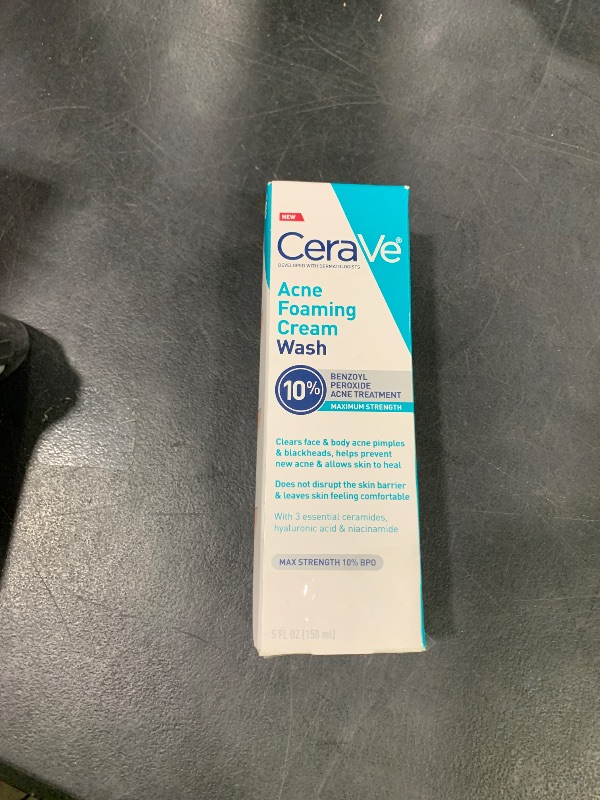 NEW
CeraVe®
DEVELOPED WITH DERMATOLOGISTS
Acne
Foaming
Cream
Wash
10%
BENZOYL
PEROXIDE
ACNE TREATMENT
MAXIMUM STRENGTH
Clears face & body acne pimples
& blackheads, helps prevent
new acne & allows skin to heal
Does not disrupt the skin barrier
& leaves skin feeling comfortable
With 3 essential ceramides,
hyaluronic acid & niacinamide
MAX STRENGTH 10% BPO
5 FL OZ (150 ml)